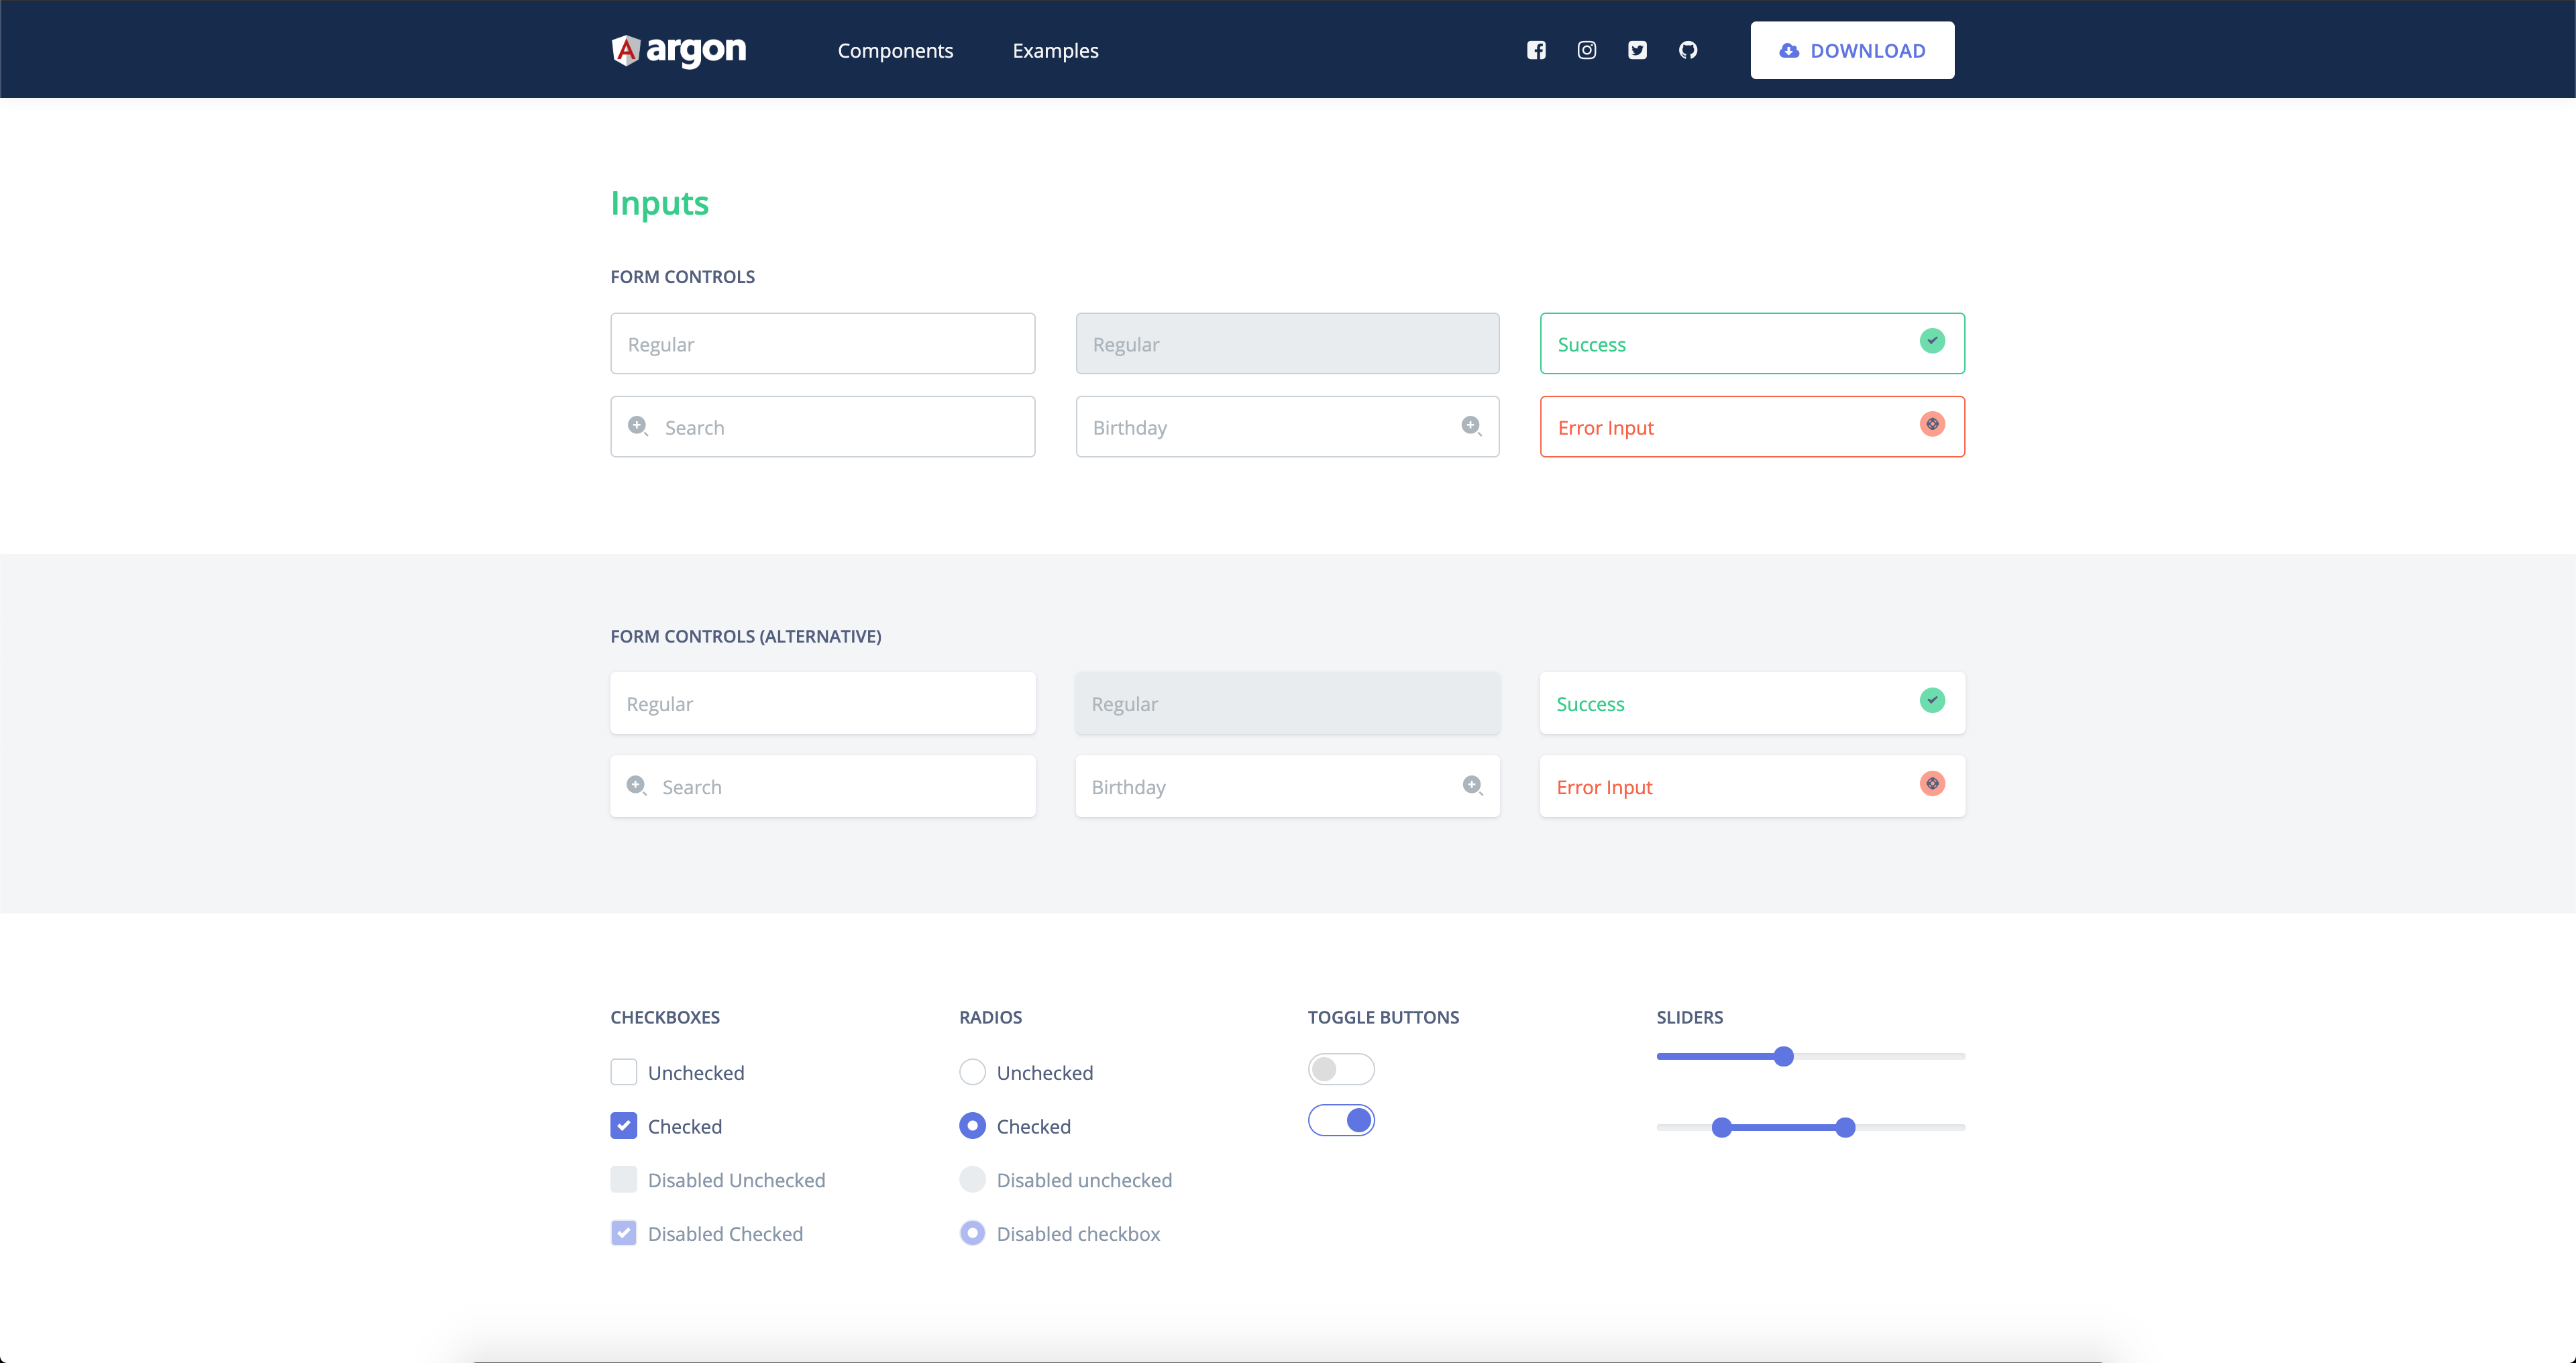 argon Components Examples DOWNLOAD
Inputs
FORM CONTROLS
Regular Regular Success
Search Birthday Error Input
FORM CONTROLS (ALTERNATIVE)
Regular Regular Success
Search Birthday Error Input
CHECKBOXES RADIOS TOGGLE BUTTONS SLIDERS
Unchecked Unchecked
Checked Checked
Disabled Unchecked Disabled unchecked
Disabled Checked Disabled checkbox